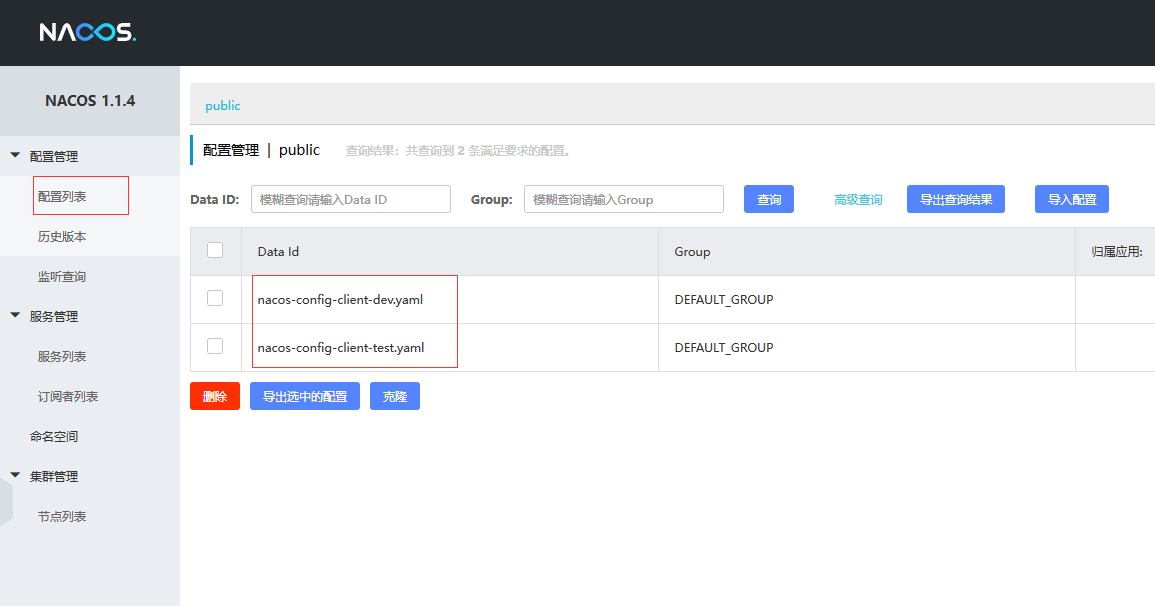 NACOS.
NACOS 1.1.4
配置管理
配置列表
历史版本
监听查询
服务管理
服务列表
订阅者列表
命名空间
集群管理
节点列表
public
配置管理 | public 查询结果：共查询到 2 条满足要求的配置。
Data ID: 模糊查询请输入Data ID Group: 模糊查询请输入Group 查询 高级查询 导出查询结果 导入配置
Data Id Group 归属应用:
nacos-config-client-dev.yaml DEFAULT_GROUP
nacos-config-client-test.yaml DEFAULT_GROUP
删除 导出选中的配置 克隆